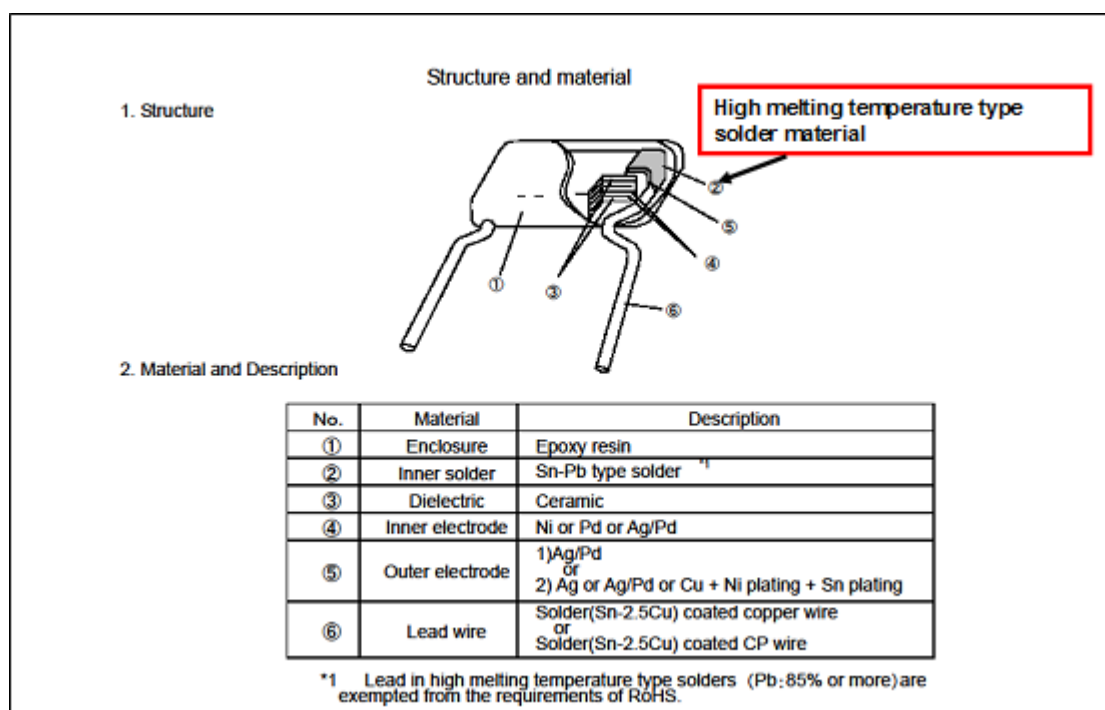 Structure and material
1. Structure
High melting temperature type
solder material
②
⑤
④
①
③
⑥
2. Material and Description
No. Material Description
① Enclosure Epoxy resin
② Inner solder Sn-Pb type solder *1
③ Dielectric Ceramic
④ Inner electrode Ni or Pd or Ag/Pd
⑤ Outer electrode 1)Ag/Pd
or
2) Ag or Ag/Pd or Cu + Ni plating + Sn plating
⑥ Lead wire Solder(Sn-2.5Cu) coated copper wire
or
Solder(Sn-2.5Cu) coated CP wire
*1 Lead in high melting temperature type solders (Pb:85% or more)are
exempted from the requirements of RoHS.